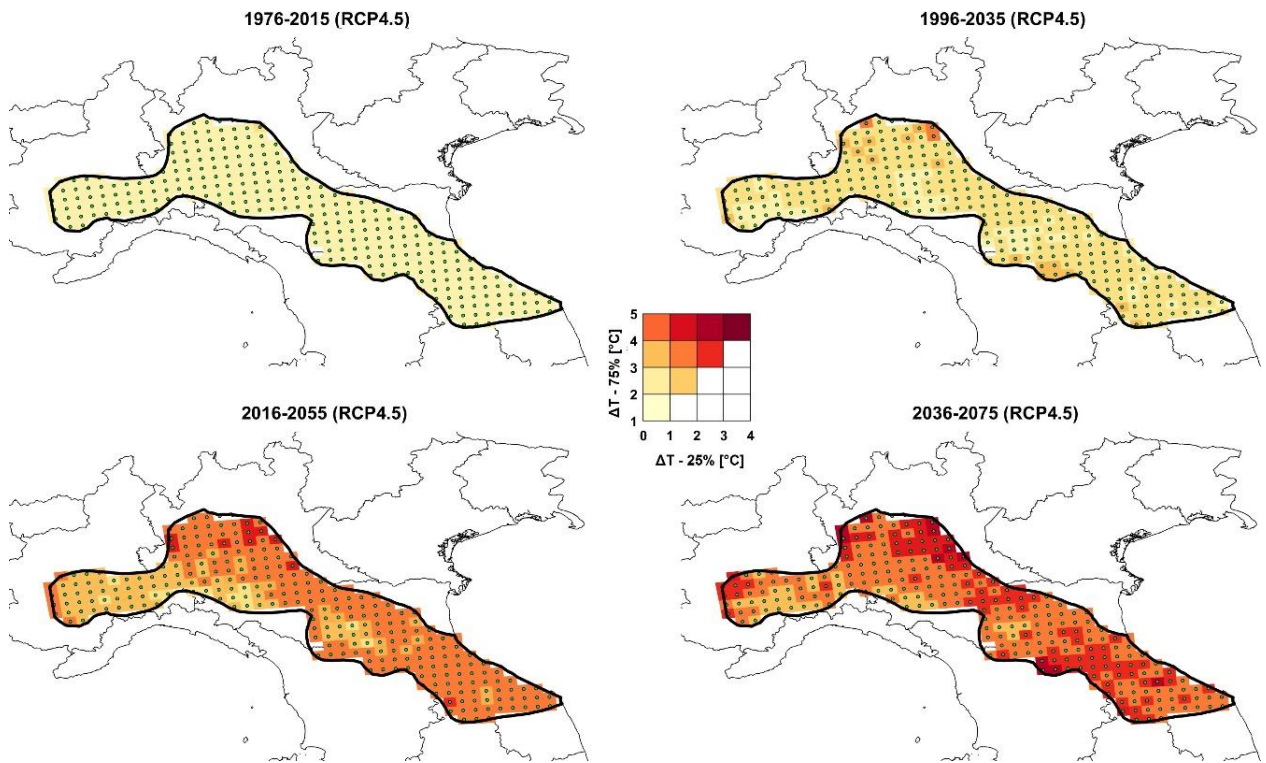 1976-2015 (RCP4.5)
1996-2035 (RCP4.5)
5
4
3
2
1
ΔT - 75% [°C]
0 1 2 3 4
ΔT - 25% [°C]
2016-2055 (RCP4.5)
2036-2075 (RCP4.5)